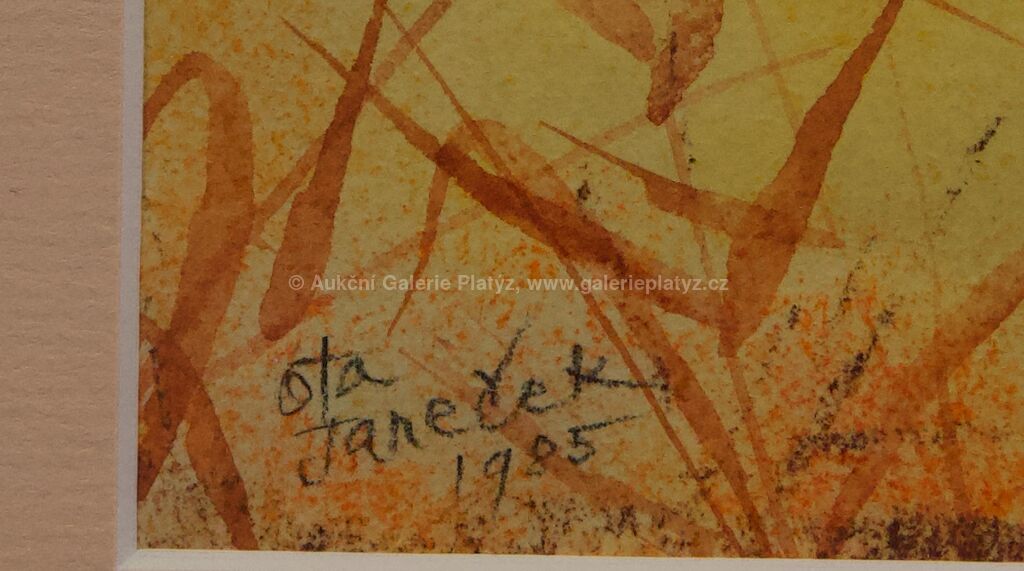 © Aukční Galerie Platýz, www.galerieplatyz.cz
Ota
Janeček
1985